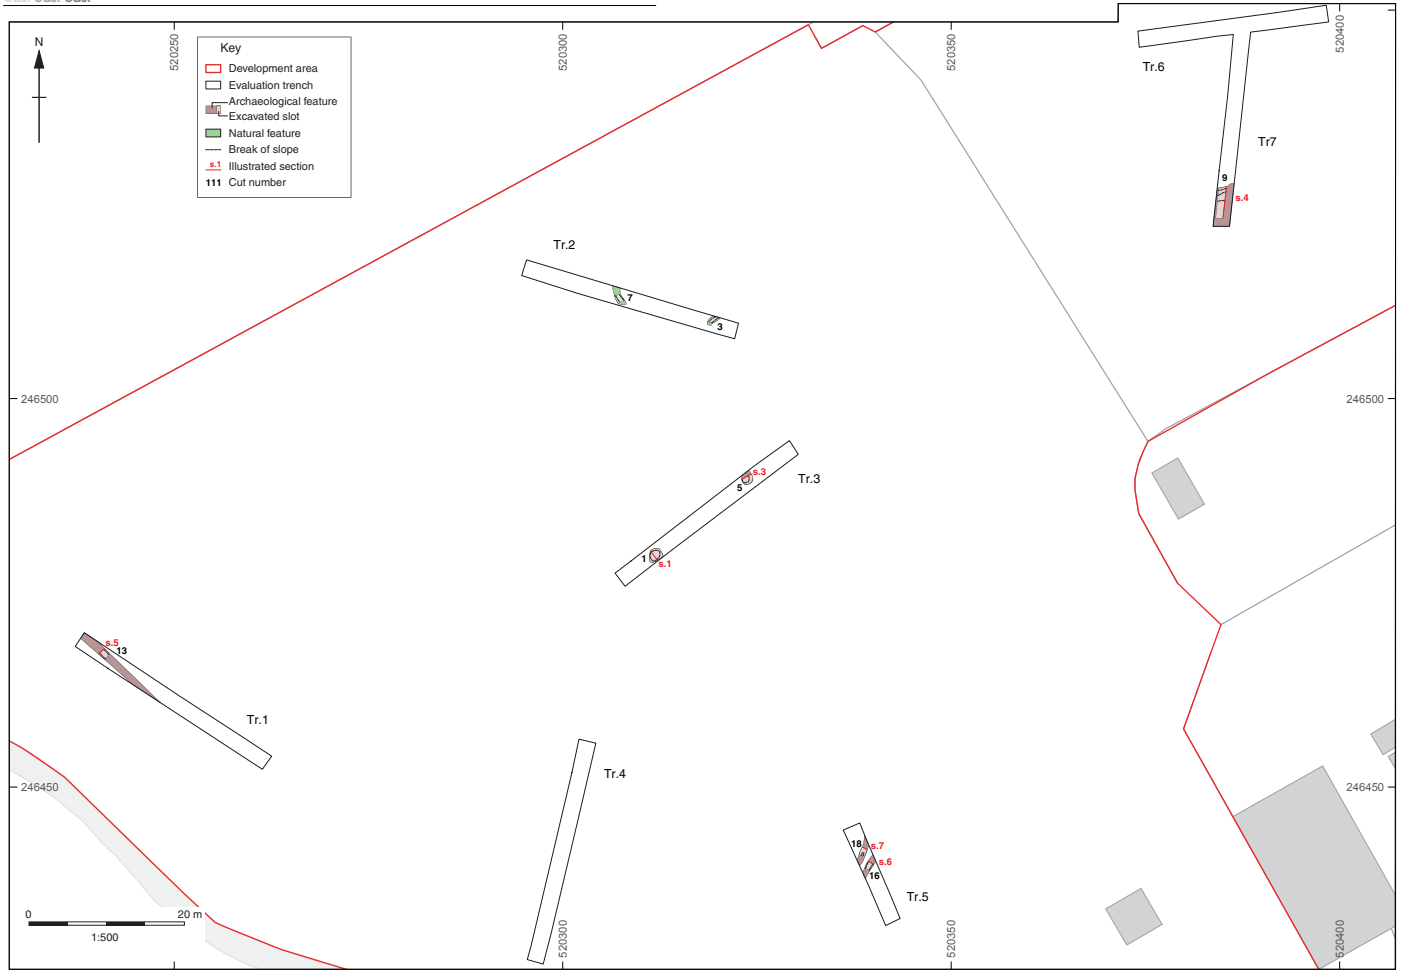 520250
520300
520350
520400
N
Key
Development area
Evaluation trench
Archaeological feature
Excavated slot
Natural feature
Break of slope
s.1 Illustrated section
111 Cut number
Tr.6
Tr7
9
s.4
Tr.2
7
3
246500
246500
s.3
5
Tr.3
1
s.1
s.5
13
Tr.1
Tr.4
246450
246450
18
s.7
s.6
16
Tr.5
0
20 m
1:500
520300
520350
520400